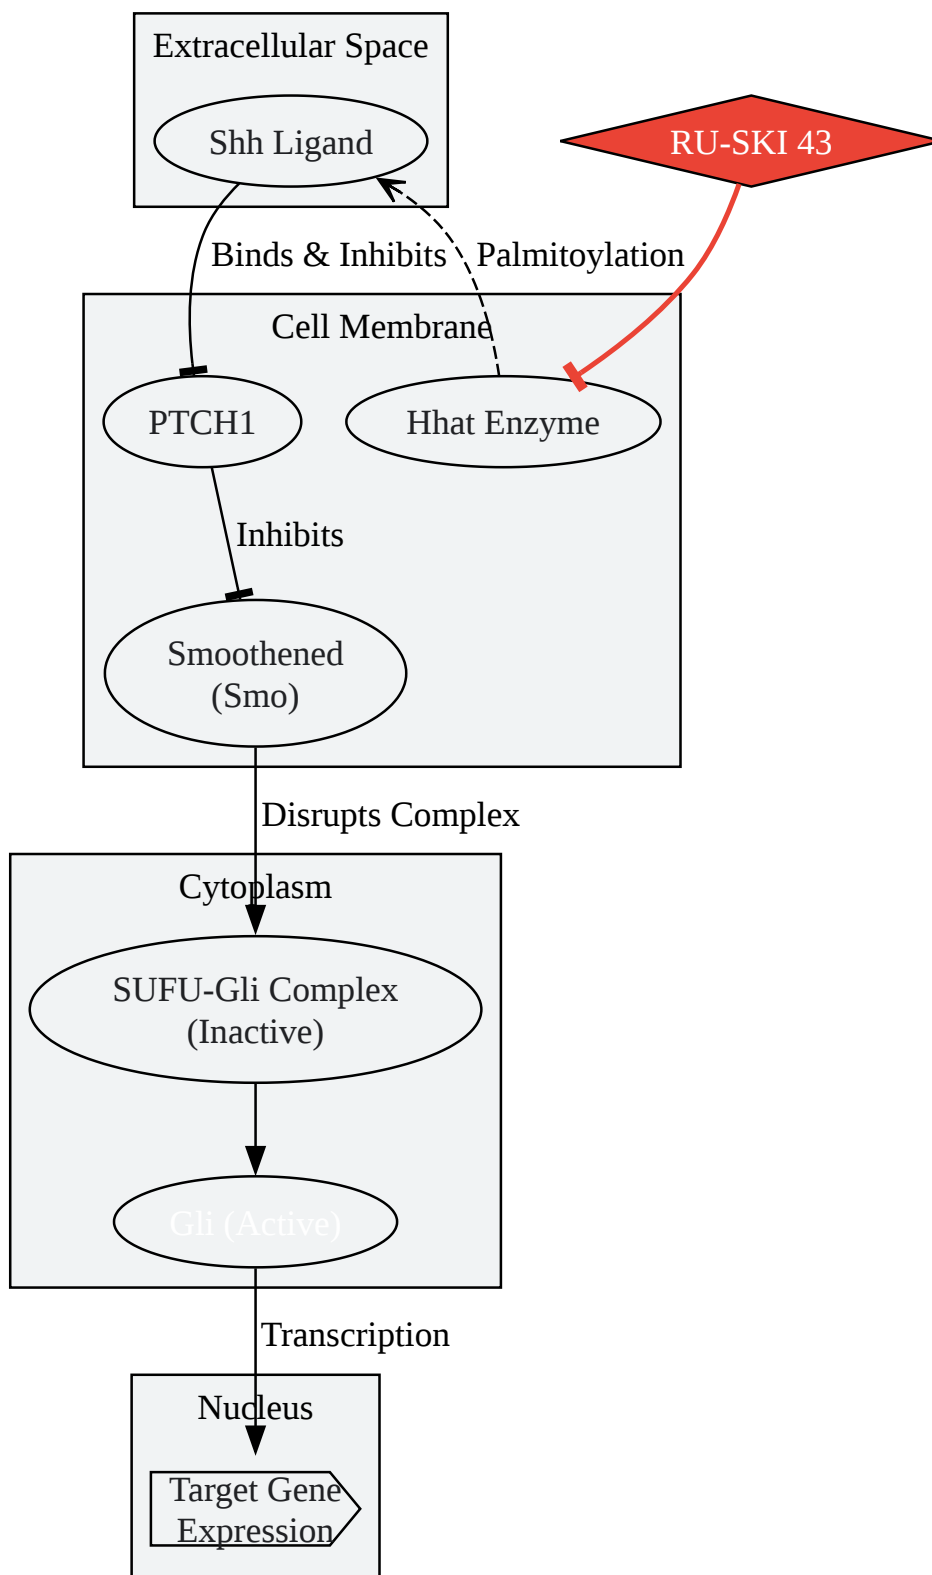 Extracellular Space
Shh Ligand
RU-SKI 43
Binds & Inhibits
Palmitoylation
Cell Membrane
PTCH1
Hhat Enzyme
Inhibits
Smoothened
(Smo)
Disrupts Complex
Cytoplasm
SUFU-Gli Complex
(Inactive)
Gli (Active)
Transcription
Nucleus
Target Gene
Expression